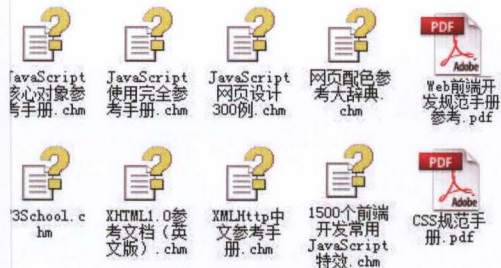 JavaScript
核心对象参
考手册.chm
JavaScript
使用完全参
考手册.chm
JavaScript
网页设计
300例.chm
网页配色参
考大辞典.
chm
PDF
Adobe
Web前端开
发规范手册
参考.pdf
3School.c
hm
XHTML1.0参
考文档（英
文版）.chm
XMLHttp中
文参考手
册.chm
1500个前端
开发常用
JavaScript
特效.chm
PDF
Adobe
CSS规范手
册.pdf